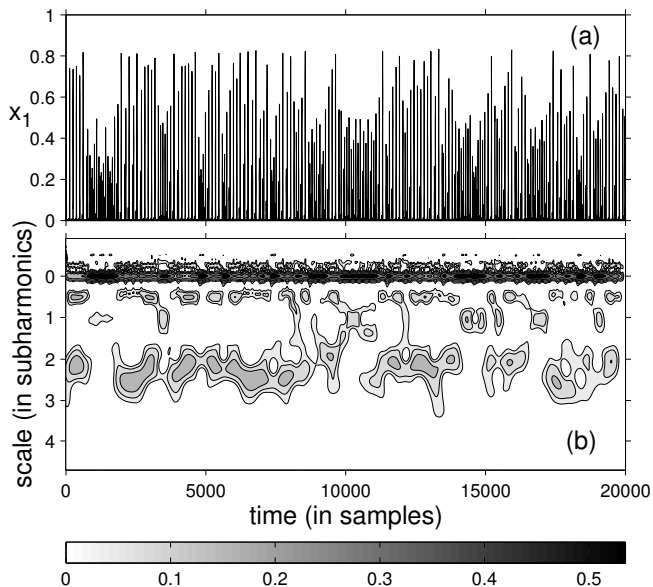 1
(a)
0.8
0.6
x1
0.4
0.2
0
scale (in subharmonics)
0
1
2
3
4
(b)
0 5000 10000 15000 20000
time (in samples)
0 0.1 0.2 0.3 0.4 0.5